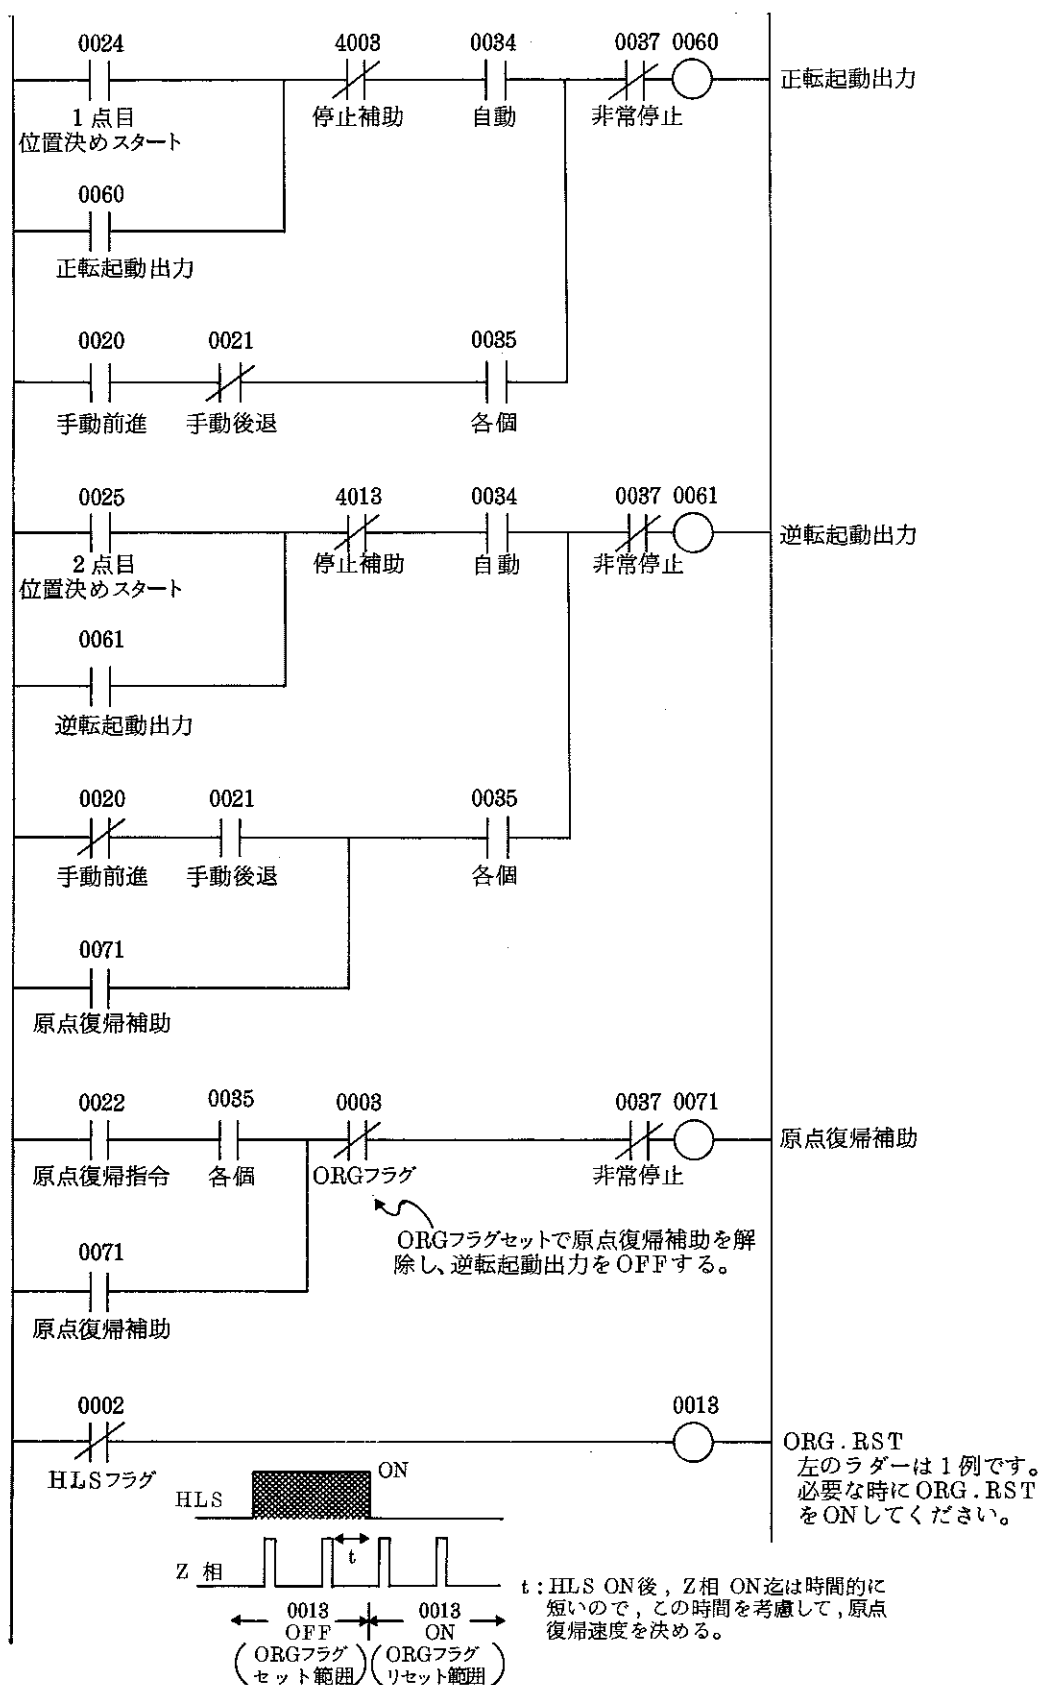 0024 4003 0034 0037 0060
1点目 停止補助 自動 非常停止 正転起動出力
位置決めスタート
0060
正転起動出力
0020 0021 0035
手動前進 手動後退 各個
0025 4013 0034 0037 0061
2点目 停止補助 自動 非常停止 逆転起動出力
位置決めスタート
0061
逆転起動出力
0020 0021 0035
手動前進 手動後退 各個
0071
原点復帰補助
0022 0035 0003 0037 0071
原点復帰指令 各個 ORGフラグ 非常停止 原点復帰補助
ORGフラグセットで原点復帰補助を解
除し、逆転起動出力をOFFする。
0071
原点復帰補助
0002 0013
HLSフラグ
ORG.RST
左のラダーは1例です。
必要な時にORG.RST
をONしてください。
ON
HLS
t
Z 相
t:HLS ON後,Z相 ON迄は時間的に
短いので,この時間を考慮して,原点
復帰速度を決める。
0013 0013
OFF ON
(ORGフラグ (ORGフラグ
セット範囲) リセット範囲)